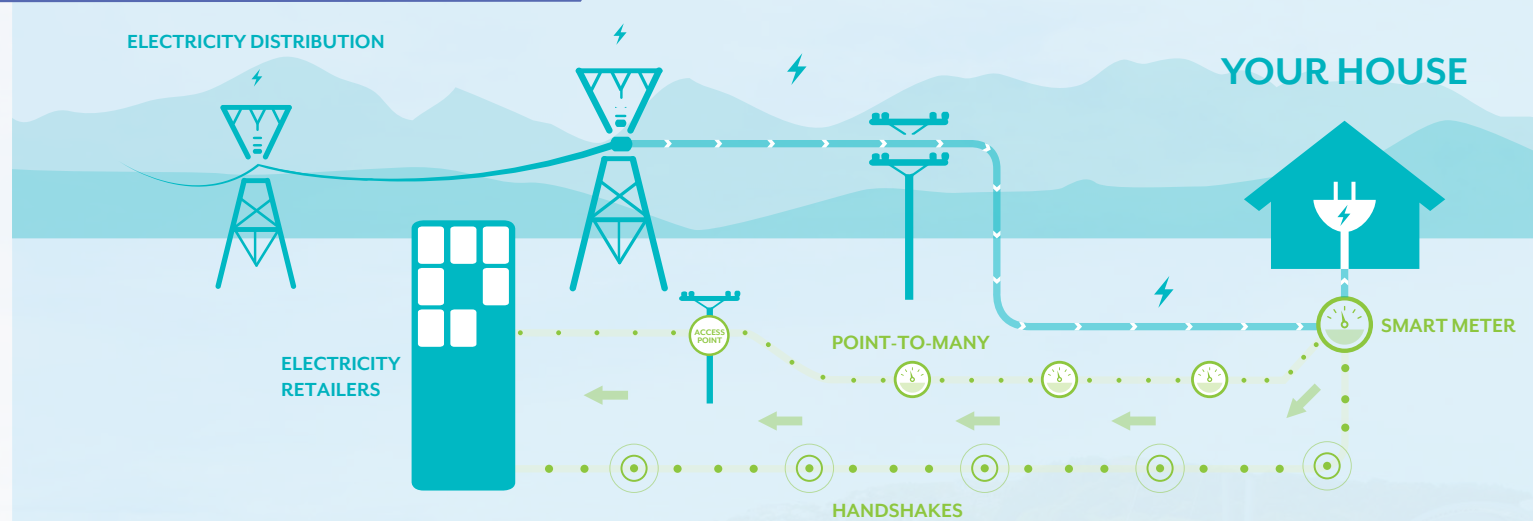 ELECTRICITY DISTRIBUTION
YOUR HOUSE
ACCESS
POINT
POINT-TO-MANY
SMART METER
ELECTRICITY
RETAILERS
HANDSHAKES